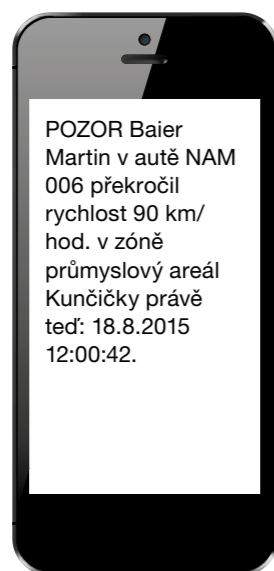 POZOR Baier
Martin v autě NAM
006 překročil
rychlost 90 km/
hod. v zóně
průmyslový areál
Kunčičky právě
teď: 18.8.2015
12:00:42.